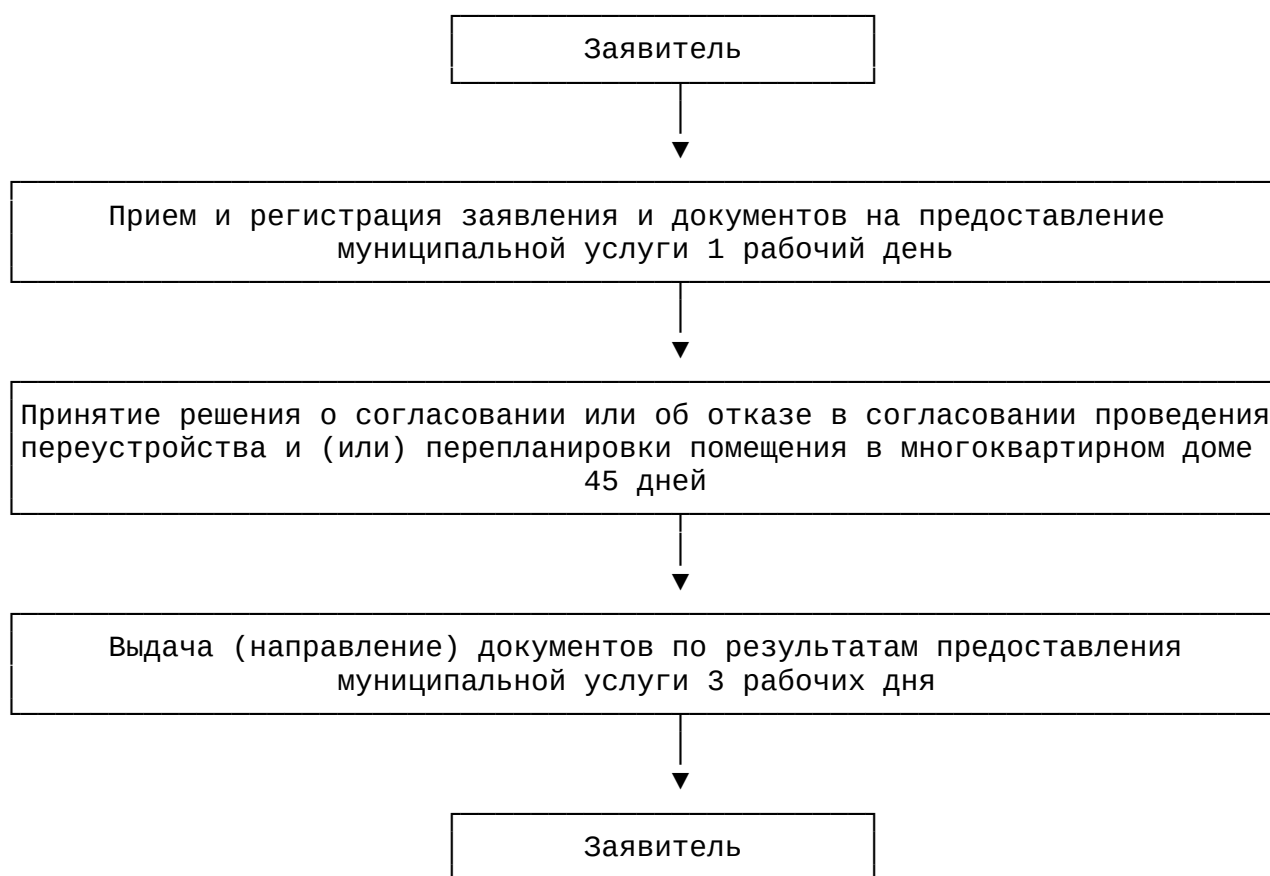 Заявитель
Прием и регистрация заявления и документов на предоставление
муниципальной услуги 1 рабочий день
Принятие решения о согласовании или об отказе в согласовании проведения
переустройства и (или) перепланировки помещения в многоквартирном доме
45 дней
Выдача (направление) документов по результатам предоставления
муниципальной услуги 3 рабочих дня
Заявитель